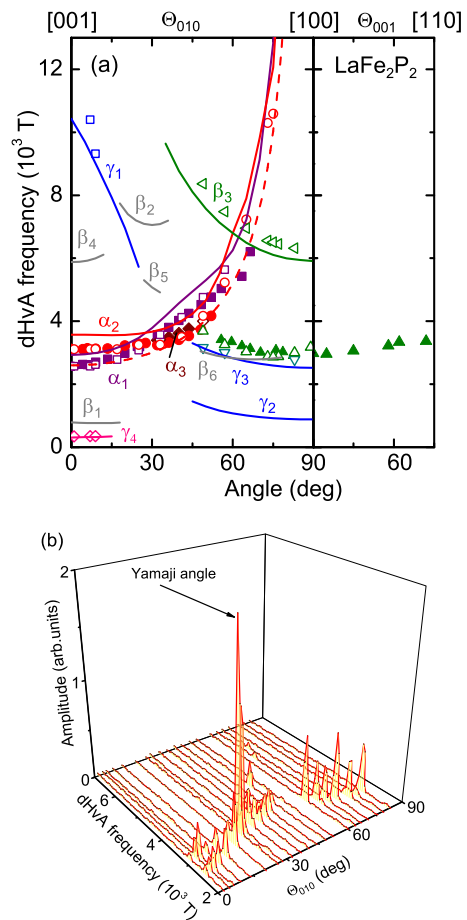 [001] Θ₀₁₀ [100] Θ₀₀₁ [110]
(a) LaFe₂P₂
dHvA frequency (10³ T)
12
8
4
0
γ₁
β₂
β₃
β₄
β₅
α₂
α₁
α₃
β₆
γ₃
γ₂
β₁
γ₄
0 30 60 90 60
Angle (deg)
(b)
Yamaji angle
Amplitude (arb.units)
2
1
0
dHvA frequency (10³ T)
6
4
2
0
30
60
90
Θ₀₁₀ (deg)